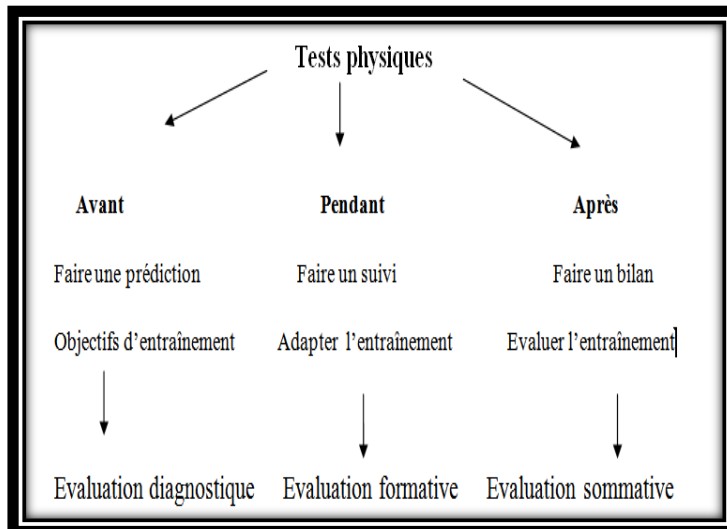 Tests physiques
Avant Pendant Après
Faire une prédiction Faire un suivi Faire un bilan
Objectifs d'entraînement Adapter l'entraînement Evaluer l'entraînement
Evaluation diagnostique Evaluation formative Evaluation sommative